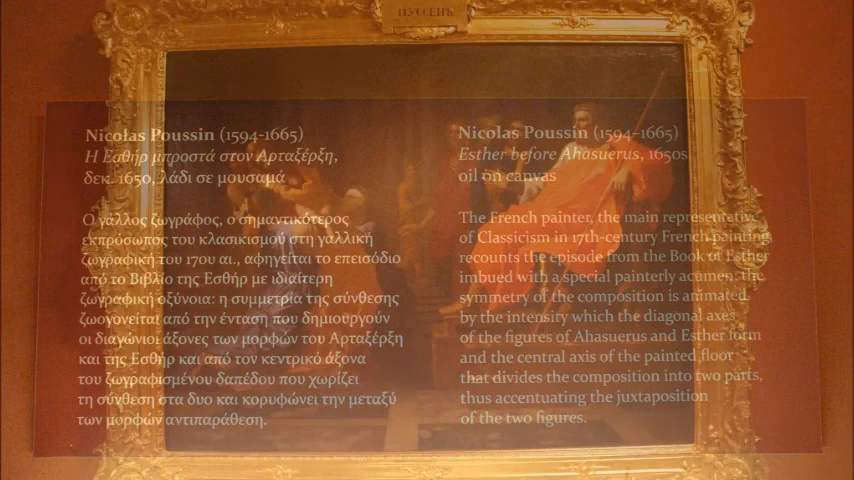 ПУССЕНЪ
Nicolas Poussin (1594-1665)
Η Εσθήρ μπροστά στον Αρταξέρξη,
δεκ. 1650, λάδι σε μουσαμά
Ο γάλλος ζωγράφος, ο σημαντικότερος
εκπρόσωπος του κλασικισμού στη γαλλική
ζωγραφική του 17ου αι., αφηγείται το επεισόδιο
από το Βιβλίο της Εσθήρ με ιδιαίτερη
ζωγραφική οξύνοια: η συμμετρία της σύνθεσης
ζωογονείται από την ένταση που δημιουργούν
οι διαγώνιοι άξονες των μορφών του Αρταξέρξη
και της Εσθήρ και από τον κεντρικό άξονα
του ζωγραφισμένου δαπέδου που χωρίζει
τη σύνθεση στα δυο και κορυφώνει την μεταξύ
των μορφών αντιπαράθεση.
Nicolas Poussin (1594-1665)
Esther before Ahasuerus, 1650s
oil on canvas
The French painter, the main representative
of Classicism in 17th-century French painting
recounts the episode from the Book of Esther
imbued with a special painterly acumen: the
symmetry of the composition is animated
by the intensity which the diagonal axes
of the figures of Ahasuerus and Esther form
and the central axis of the painted floor
that divides the composition into two parts,
thus accentuating the juxtaposition
of the two figures.